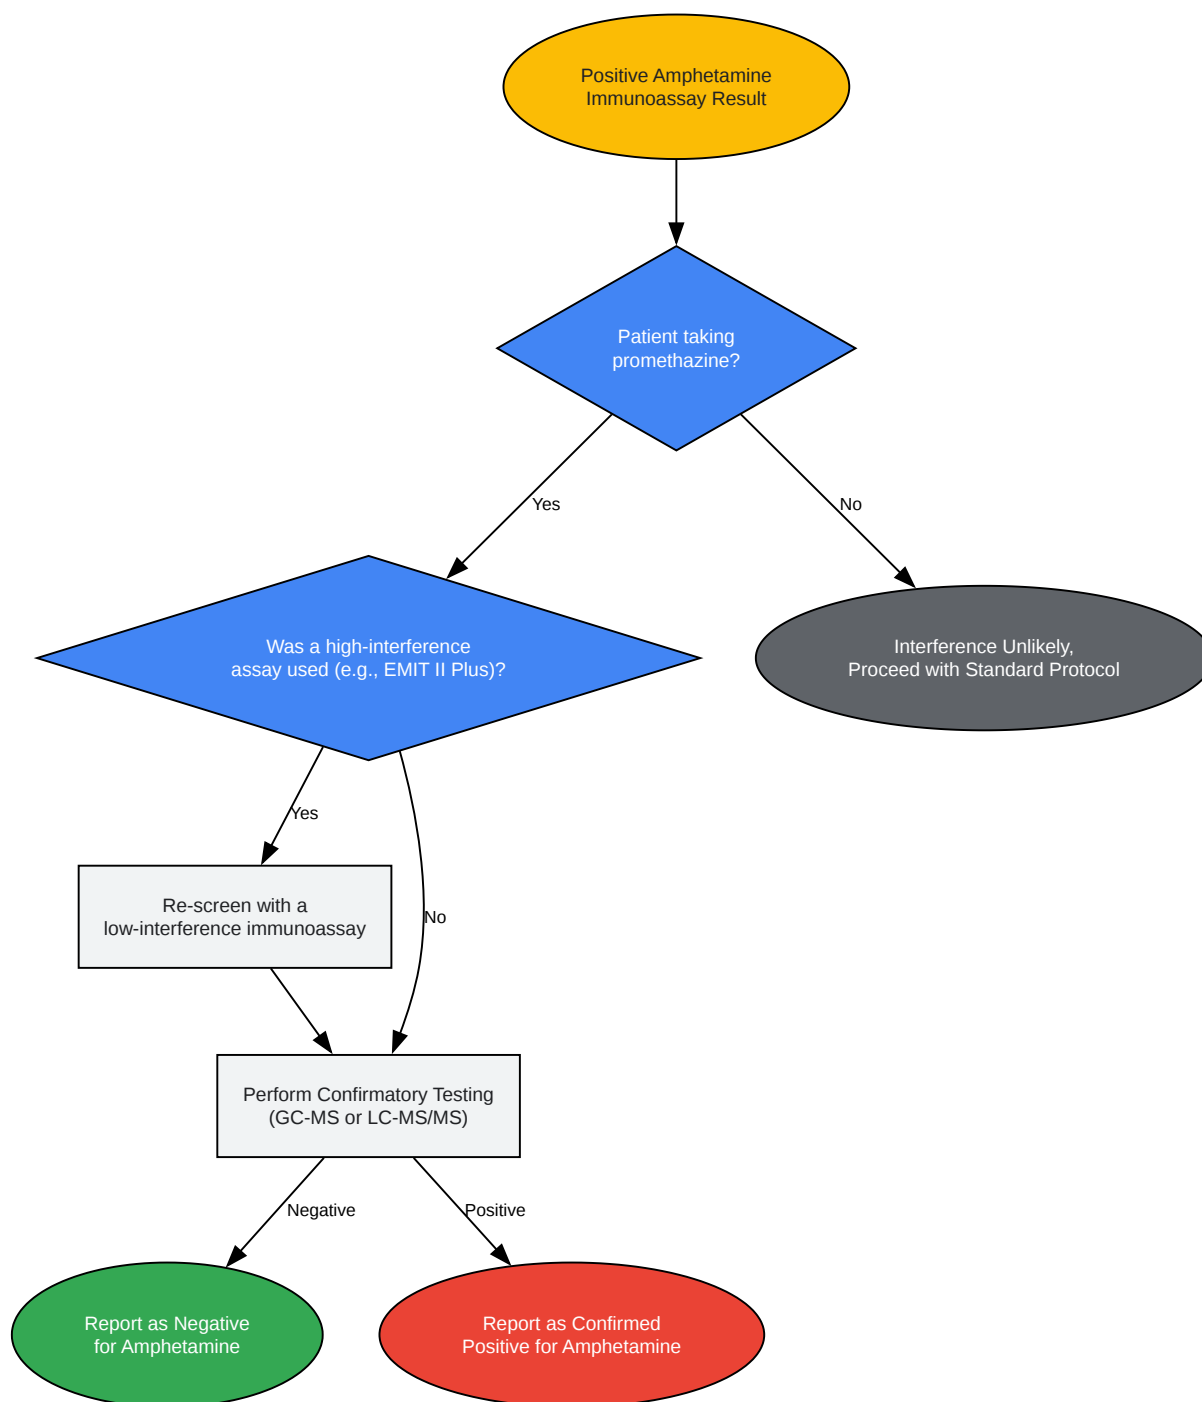 Positive Amphetamine
Immunoassay Result
Patient taking
promethazine?
Yes
No
Was a high-interference
assay used (e.g., EMIT II Plus)?
Interference Unlikely,
Proceed with Standard Protocol
Yes
Re-screen with a
low-interference immunoassay
No
Perform Confirmatory Testing
(GC-MS or LC-MS/MS)
Negative
Positive
Report as Negative
for Amphetamine
Report as Confirmed
Positive for Amphetamine